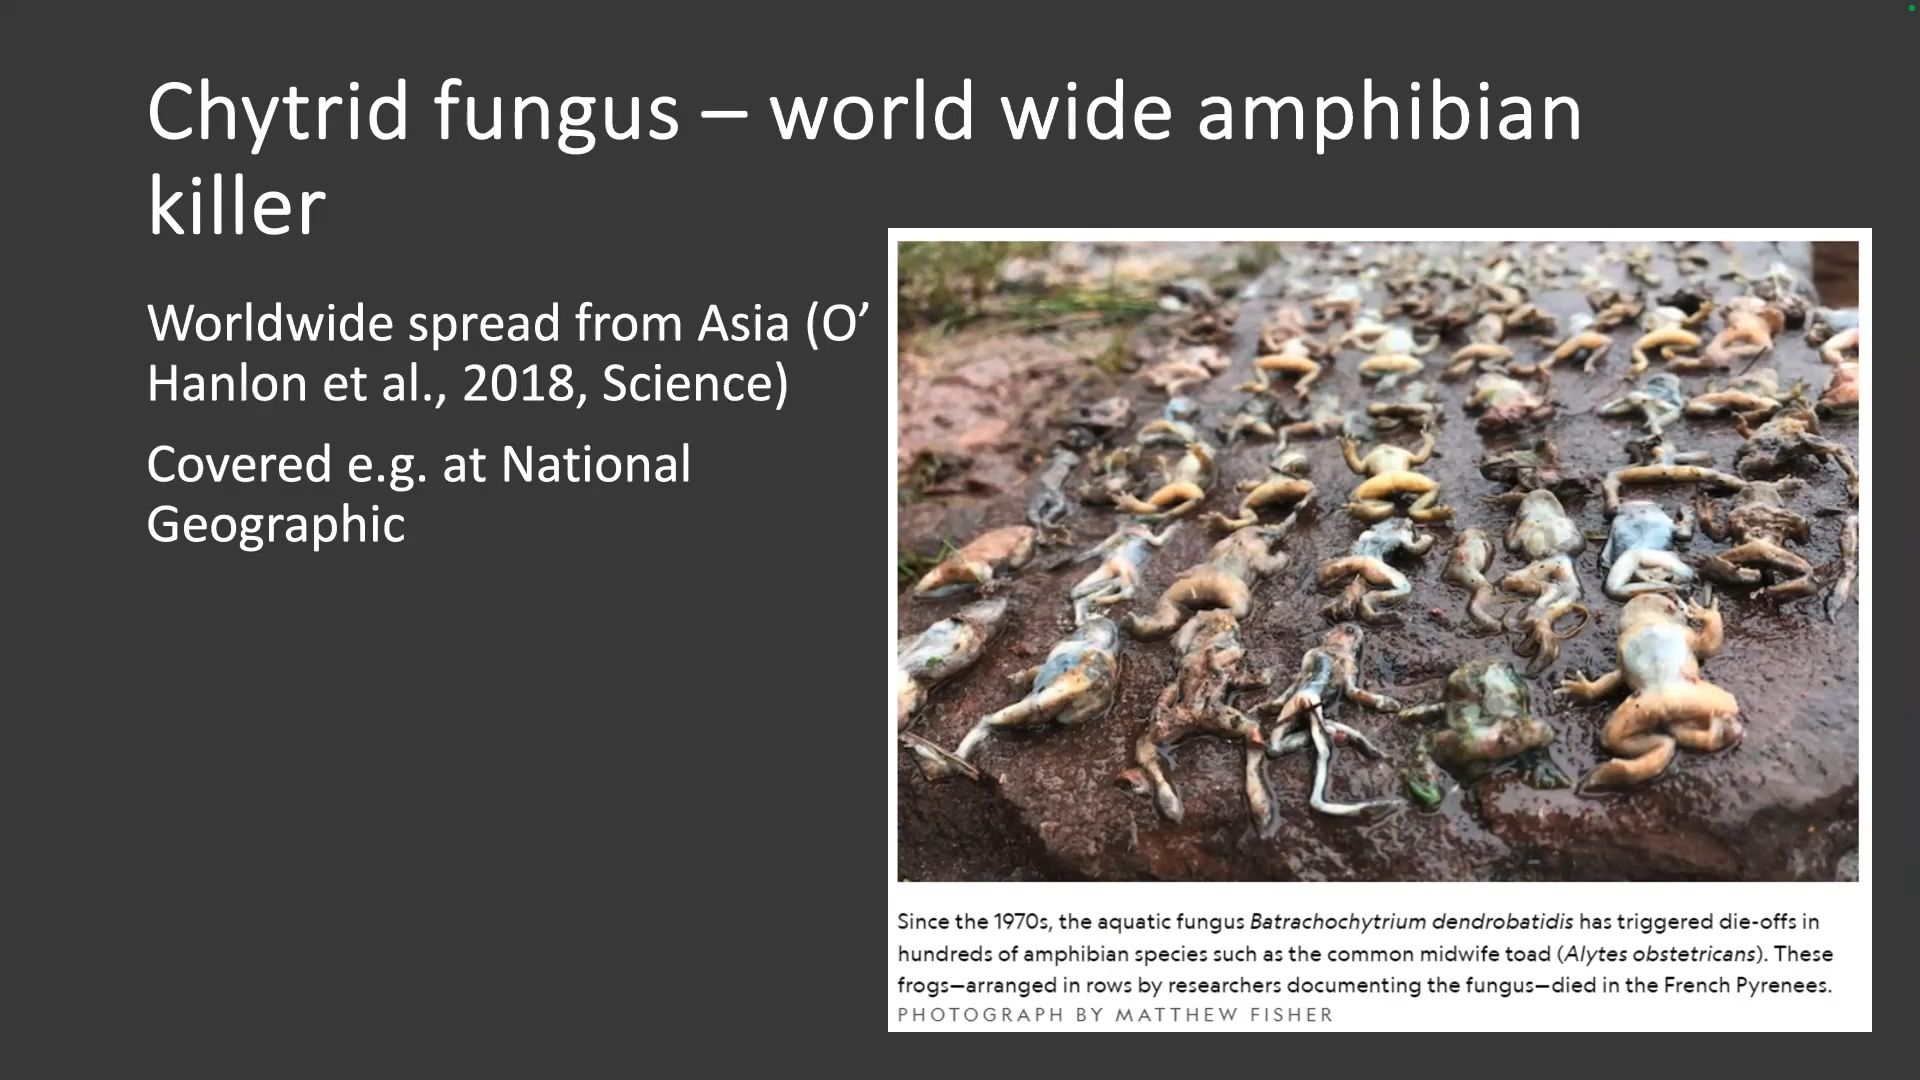 Chytrid fungus – world wide amphibian
killer
Worldwide spread from Asia (O’
Hanlon et al., 2018, Science)
Covered e.g. at National
Geographic
Since the 1970s, the aquatic fungus Batrachochytrium dendrobatidis has triggered die-offs in
hundreds of amphibian species such as the common midwife toad (Alytes obstetricans). These
frogs—arranged in rows by researchers documenting the fungus—died in the French Pyrenees.
PHOTOGRAPH BY MATTHEW FISHER